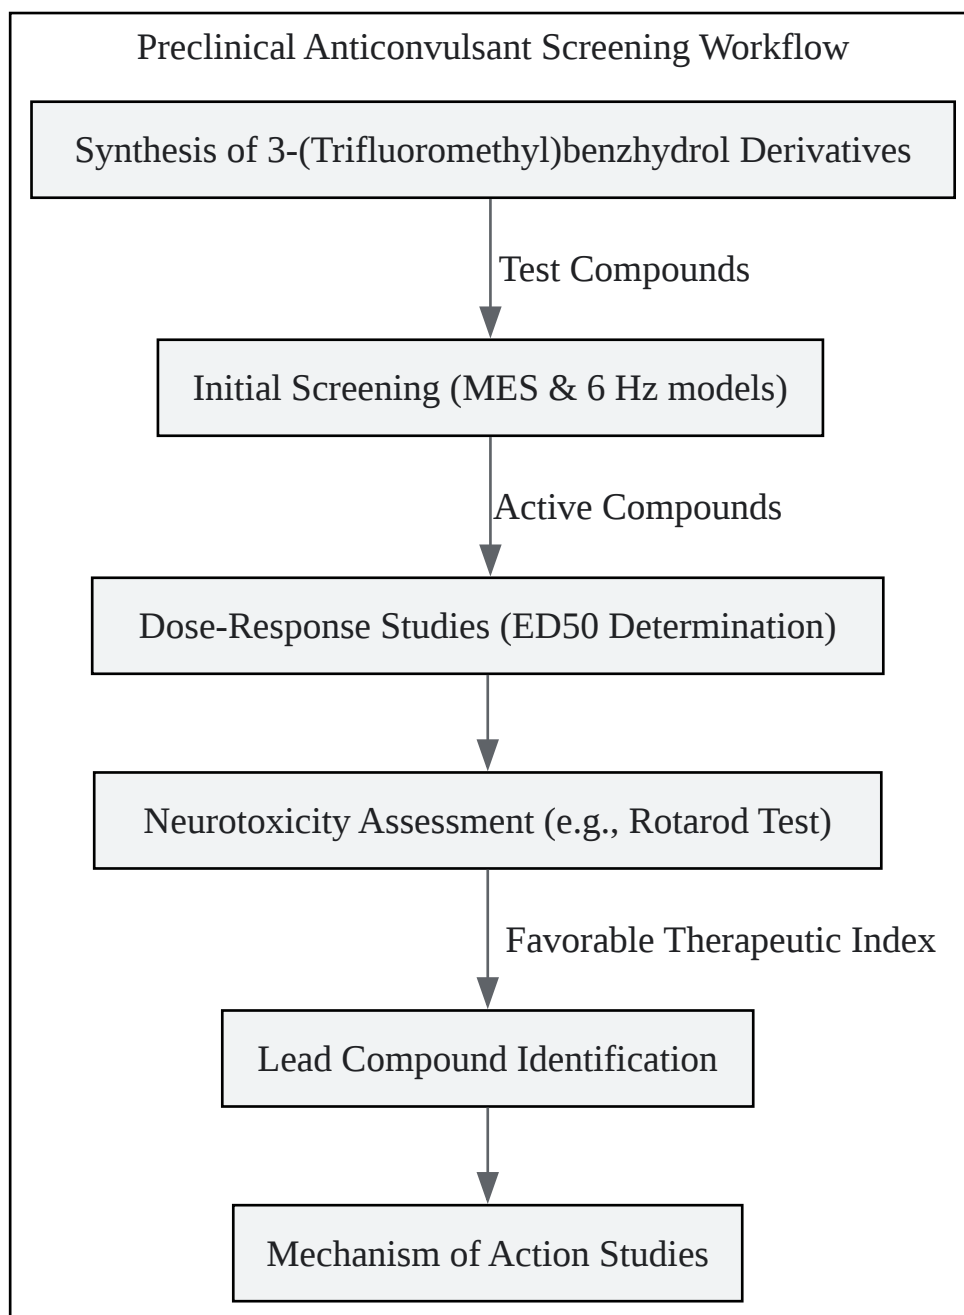 Preclinical Anticonvulsant Screening Workflow
Synthesis of 3-(Trifluoromethyl)benzhydrol Derivatives
Test Compounds
Initial Screening (MES & 6 Hz models)
Active Compounds
Dose-Response Studies (ED50 Determination)
Neurotoxicity Assessment (e.g., Rotarod Test)
Favorable Therapeutic Index
Lead Compound Identification
Mechanism of Action Studies